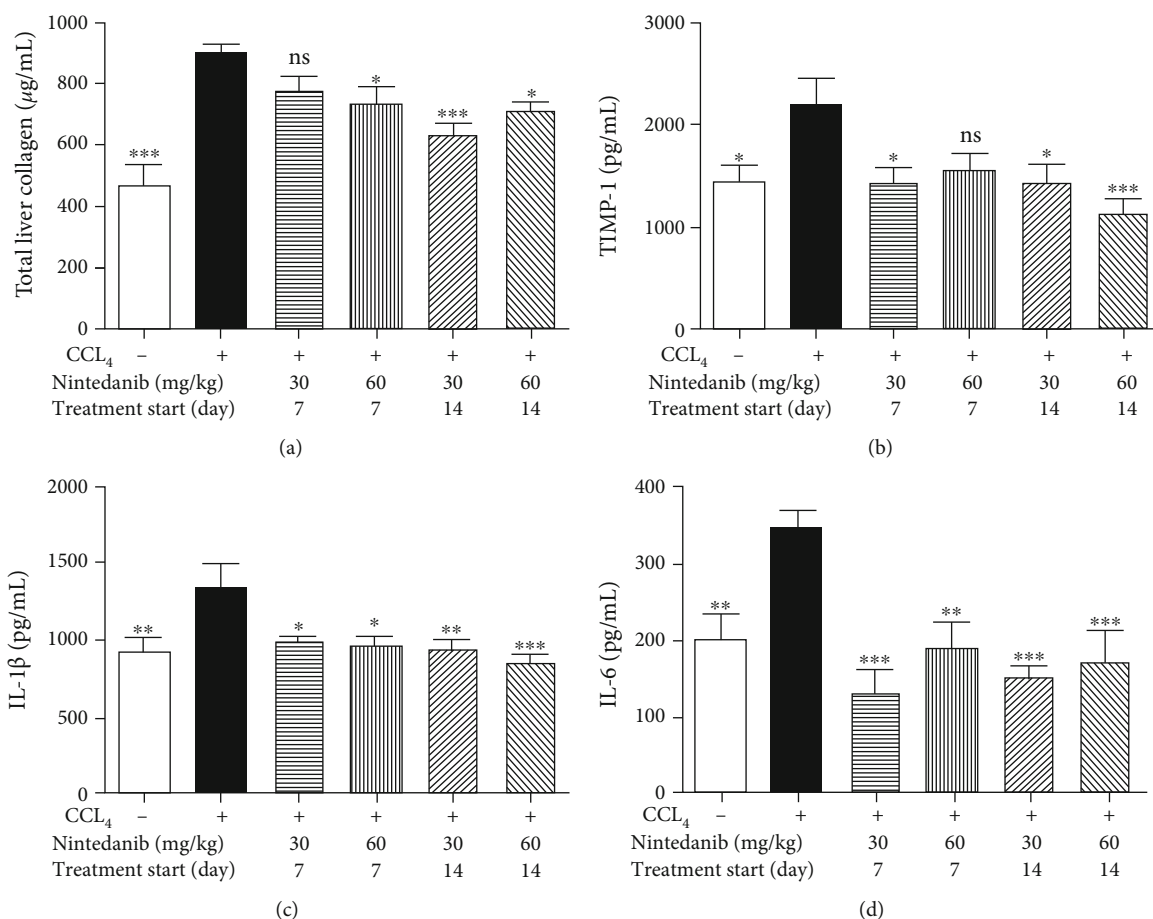 1000
800
600
400
200
0
Total liver collagen (μg/mL)
***
ns
*
***
*
CCL4 – + + + + +
Nintedanib (mg/kg) 30 60 30 60
Treatment start (day) 7 7 14 14
(a)
3000
2000
1000
0
TIMP-1 (pg/mL)
*
*
ns
*
***
CCL4 – + + + + +
Nintedanib (mg/kg) 30 60 30 60
Treatment start (day) 7 7 14 14
(b)
2000
1500
1000
500
0
IL-1β (pg/mL)
**
*
*
**
***
CCL4 – + + + + +
Nintedanib (mg/kg) 30 60 30 60
Treatment start (day) 7 7 14 14
(c)
400
300
200
100
0
IL-6 (pg/mL)
**
***
**
***
***
CCL4 – + + + + +
Nintedanib (mg/kg) 30 60 30 60
Treatment start (day) 7 7 14 14
(d)